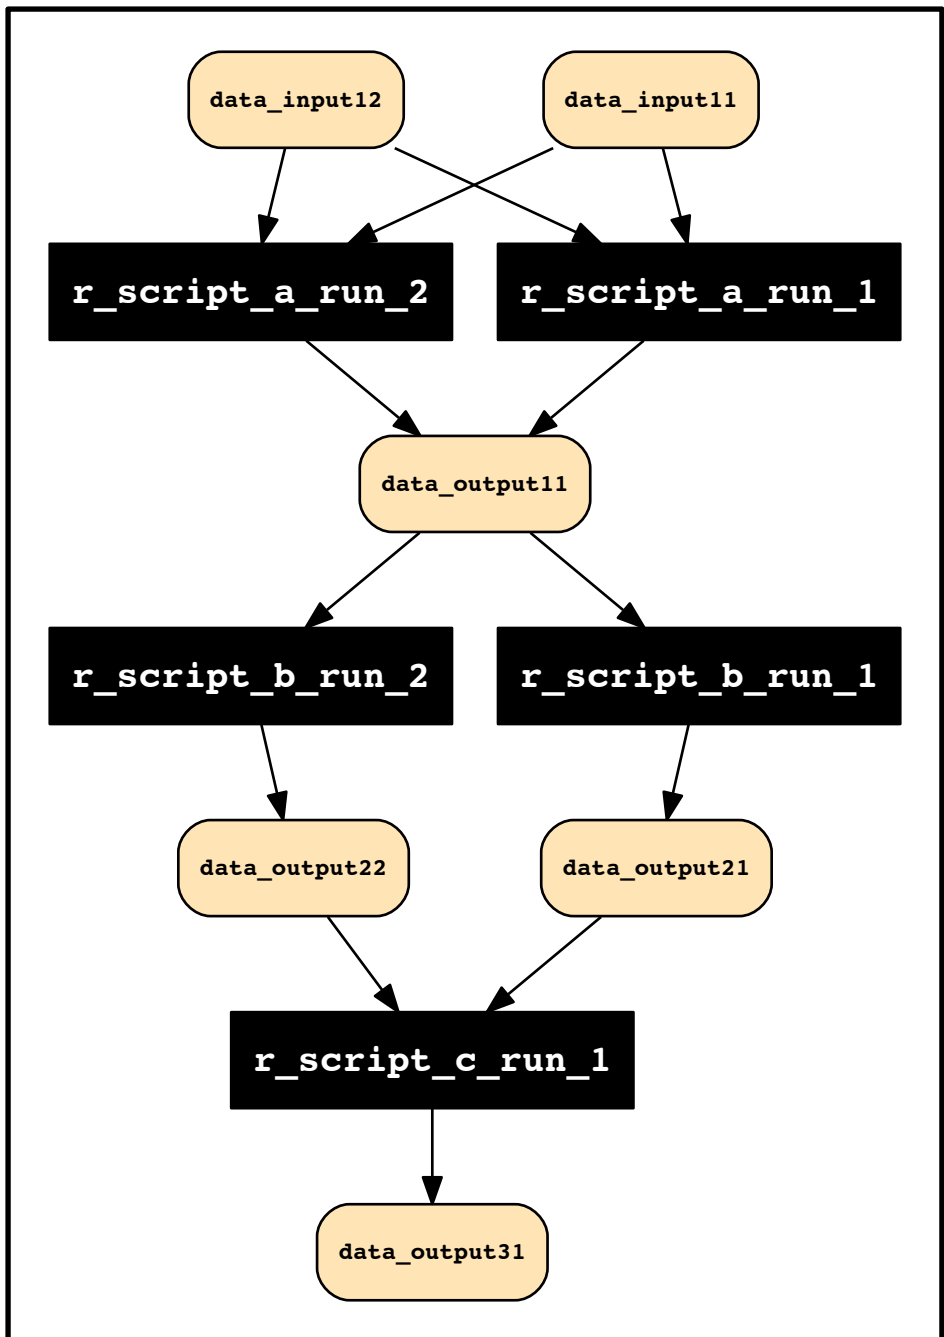 data_input12
data_input11
r_script_a_run_2
r_script_a_run_1
data_output11
r_script_b_run_2
r_script_b_run_1
data_output22
data_output21
r_script_c_run_1
data_output31